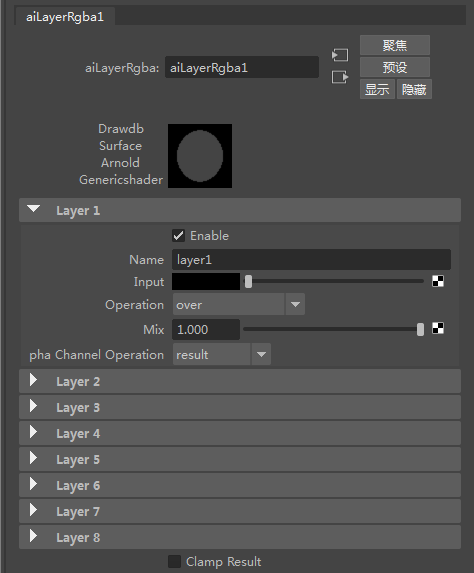 aiLayerRgba1
aiLayerRgba: aiLayerRgba1
聚焦
预设
显示 隐藏
Drawdb
Surface
Arnold
Genericshader
Layer 1
Enable
Name layer1
Input
Operation over
Mix 1.000
pha Channel Operation result
Layer 2
Layer 3
Layer 4
Layer 5
Layer 6
Layer 7
Layer 8
Clamp Result